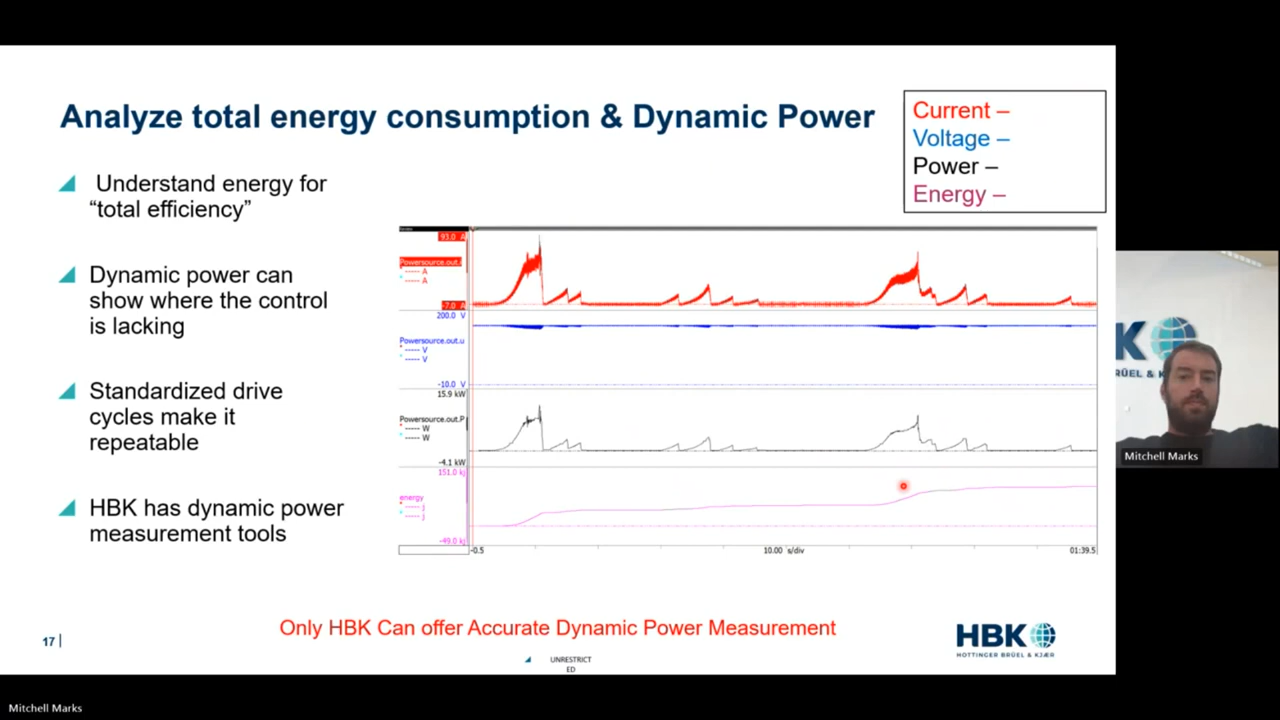 Analyze total energy consumption & Dynamic Power
Current –
Voltage –
Power –
Energy –
Understand energy for
“total efficiency”
Dynamic power can
show where the control
is lacking
Standardized drive
cycles make it
repeatable
HBK has dynamic power
measurement tools
93.0 A
Powersource.out.i
----- A
----- A
-7.0 A
200.0 V
Powersource.out.u
----- V
----- V
-10.0 V
15.9 kW
Powersource.out.P
----- W
----- W
-4.1 kW
151.0 kj
energy
----- j
----- j
-49.0 kj
-0.5
10.00 s/div
01:39.5
Only HBK Can offer Accurate Dynamic Power Measurement
17 |
UNRESTRICT
ED
HBK
HOTTINGER BRÜEL & KJÆR
K
RÜEL & K
Mitchell Marks
Mitchell Marks